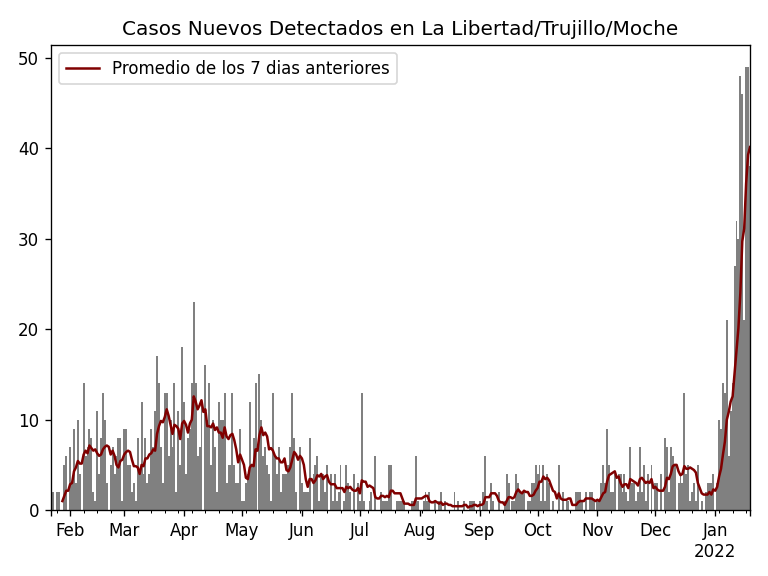 Casos Nuevos Detectados en La Libertad/Trujillo/Moche
Promedio de los 7 dias anteriores
50
40
30
20
10
0
Feb Mar Apr May Jun Jul Aug Sep Oct Nov Dec Jan
2022